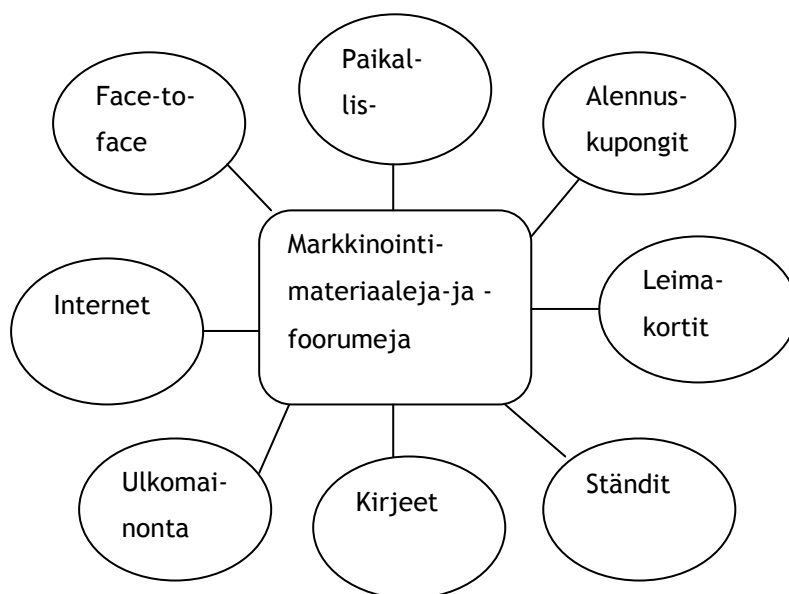 Paikal-
lis-
Face-to-
face
Alennus-
kupongit
Markkinointi-
materiaaleja-ja -
foorumeja
Internet
Leima-
kortit
Ulkomai-
nonta
Kirjeet
Ständit